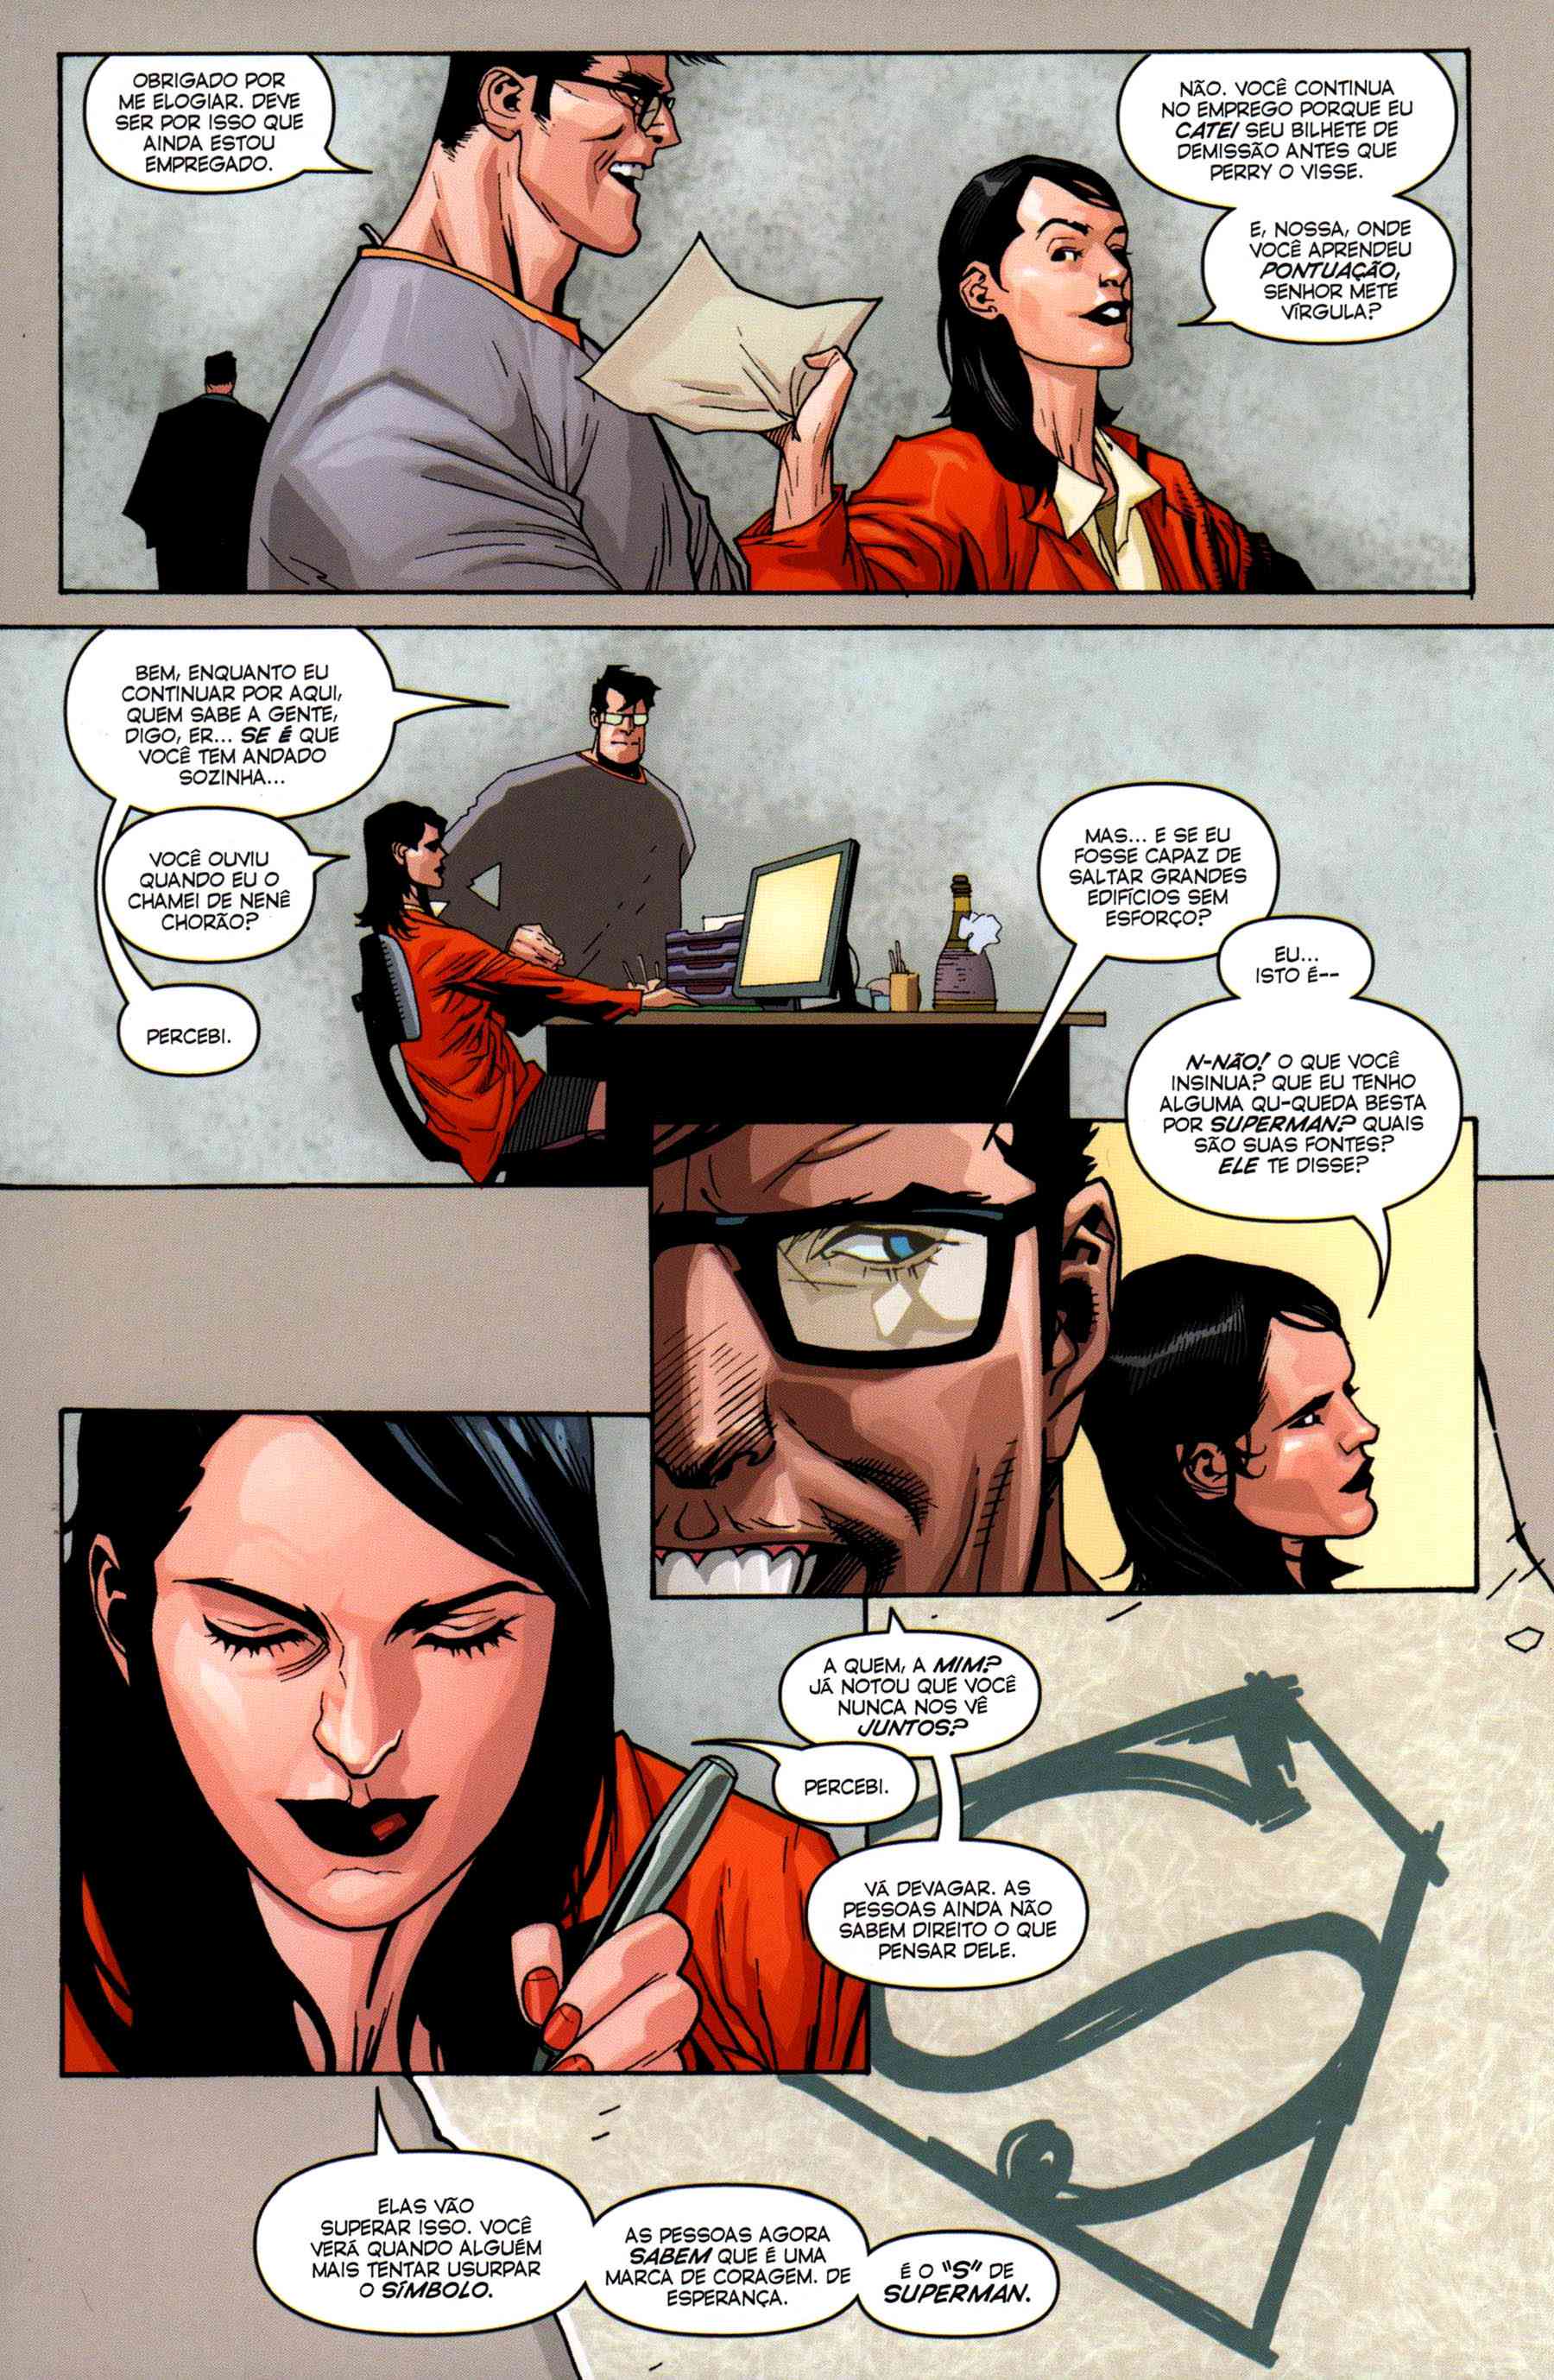 OBRIGADO POR
ME ELOGIAR. DEVE
SER POR ISSO QUE
AINDA ESTOU
EMPREGADO.
NÃO. VOCÊ CONTINUA
NO EMPREGO PORQUE EU
CATEI SEU BILHETE DE
DEMISSÃO ANTES QUE
PERRY O VISSE.
E, NOSSA, ONDE
VOCÊ APRENDEU
PONTUAÇÃO,
SENHOR METE
VÍRGULA?
BEM, ENQUANTO EU
CONTINUAR POR AQUI,
QUEM SABE A GENTE,
DIGO, ER... SE É QUE
VOCÊ TEM ANDADO
SOZINHA...
VOCÊ OUVIU
QUANDO EU O
CHAMEI DE NENÊ
CHORÃO?
PERCEBI.
MAS... E SE EU
FOSSE CAPAZ DE
SALTAR GRANDES
EDIFÍCIOS SEM
ESFORÇO?
EU...
ISTO É--
N-NÃO! O QUE VOCÊ
INSINUA? QUE EU TENHO
ALGUMA QU-QUEDA BESTA
POR SUPERMAN? QUAIS
SÃO SUAS FONTES?
ELE TE DISSE?
A QUEM, A MIM?
JÁ NOTOU QUE VOCÊ
NUNCA NOS VÊ
JUNTOS?
PERCEBI.
VÁ DEVAGAR. AS
PESSOAS AINDA NÃO
SABEM DIREITO O QUE
PENSAR DELE.
ELAS VÃO
SUPERAR ISSO. VOCÊ
VERÁ QUANDO ALGUÉM
MAIS TENTAR USURPAR
O SÍMBOLO.
AS PESSOAS AGORA
SABEM QUE É UMA
MARCA DE CORAGEM. DE
ESPERANÇA.
É O "S" DE
SUPERMAN.
S